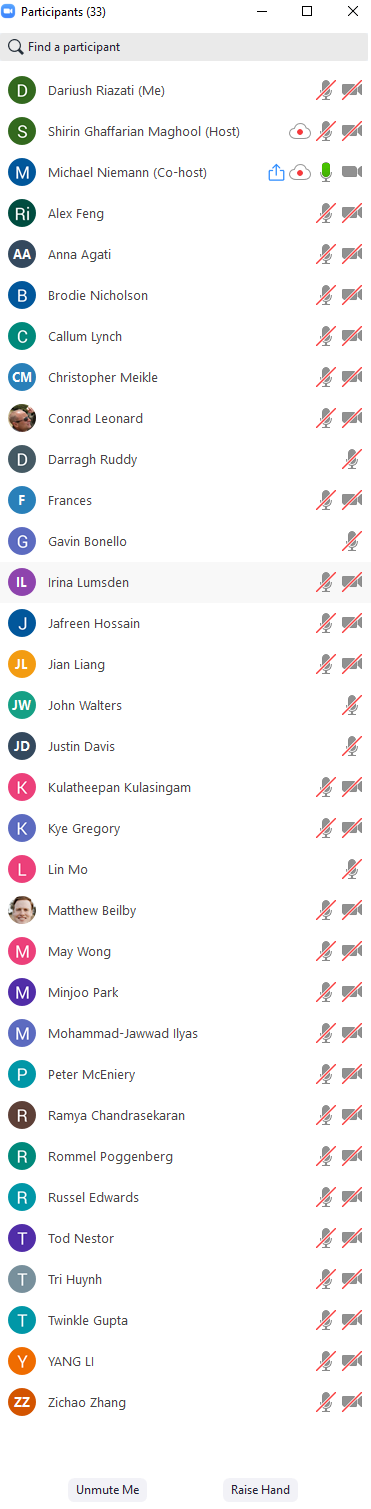 Participants (33)
Find a participant
D Dariush Riazati (Me)
S Shirin Ghaffarian Maghool (Host)
M Michael Niemann (Co-host)
Ri Alex Feng
AA Anna Agati
B Brodie Nicholson
C Callum Lynch
CM Christopher Meikle
Conrad Leonard
D Darragh Ruddy
F Frances
G Gavin Bonello
IL Irina Lumsden
J Jafreen Hossain
JL Jian Liang
JW John Walters
JD Justin Davis
K Kulatheepan Kulasingam
K Kye Gregory
L Lin Mo
Matthew Beilby
M May Wong
M Minjoo Park
M Mohammad-Jawwad Ilyas
P Peter McEniery
R Ramya Chandrasekaran
R Rommel Poggenberg
R Russel Edwards
T Tod Nestor
T Tri Huynh
T Twinkle Gupta
Y YANG LI
ZZ Zichao Zhang
Unmute Me Raise Hand